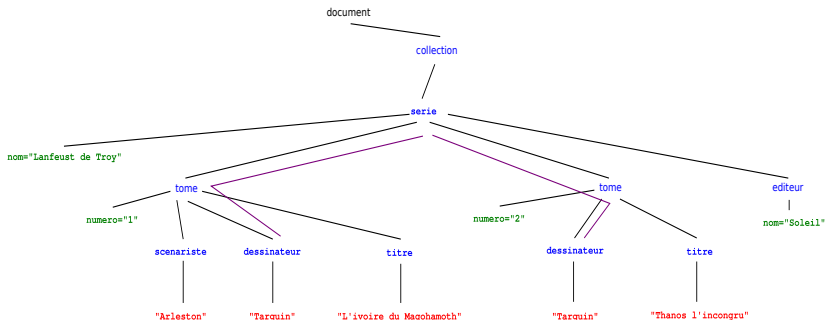 document
collection
serie
nom="Lanfeust de Troy"
tome
tome
editeur
numero="1"
numero="2"
nom="Soleil"
scenariste
dessinateur
titre
dessinateur
titre
"Arleston"
"Tarquin"
"L'ivoire du Magohamoth"
"Tarquin"
"Thanos l'incongru"